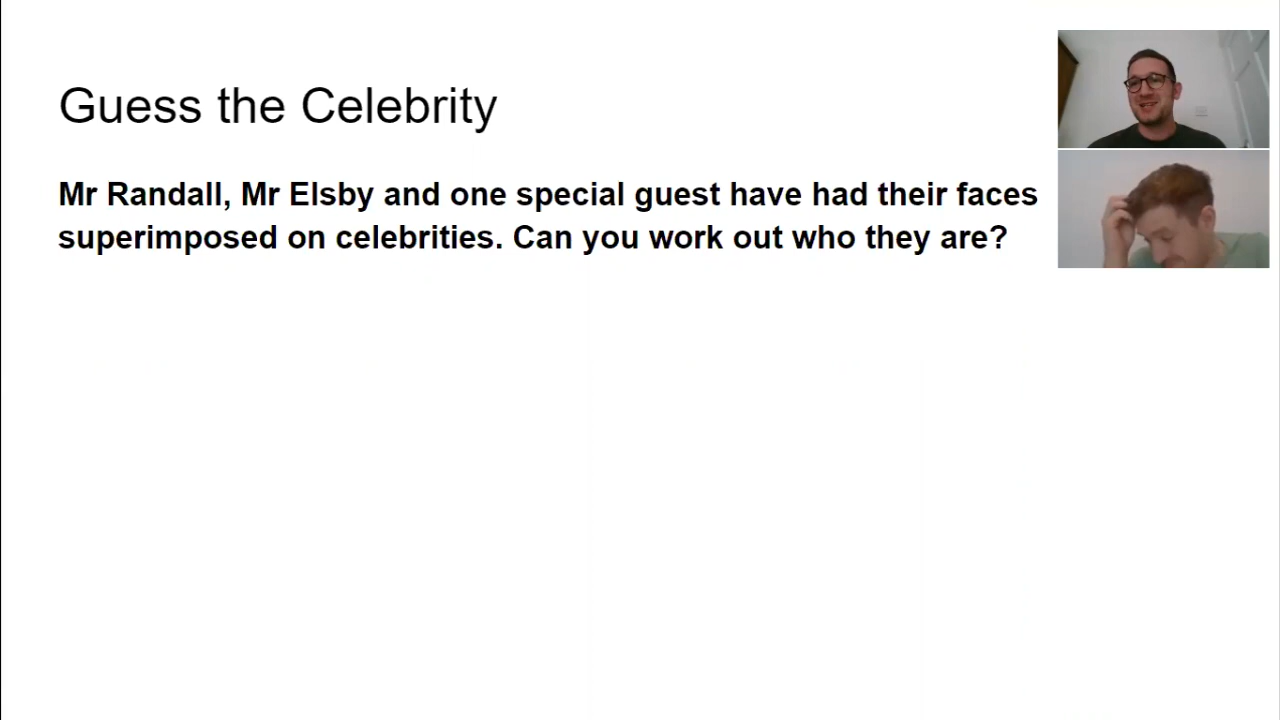 Guess the Celebrity
Mr Randall, Mr Elsby and one special guest have had their faces
superimposed on celebrities. Can you work out who they are?